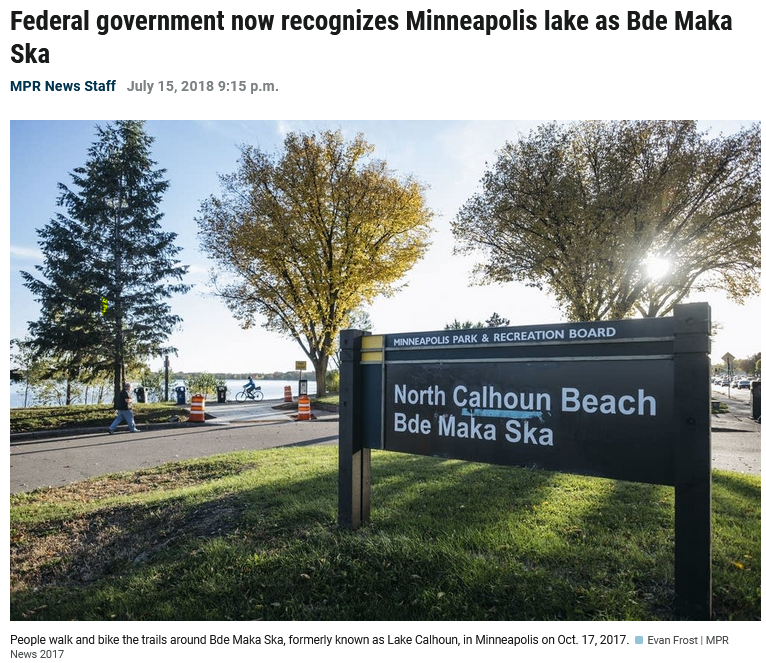 Federal government now recognizes Minneapolis lake as Bde Maka
Ska
MPR News Staff July 15, 2018 9:15 p.m.
MINNEAPOLIS PARK & RECREATION BOARD
North Calhoun Beach
Bde Maka Ska
People walk and bike the trails around Bde Maka Ska, formerly known as Lake Calhoun, in Minneapolis on Oct. 17, 2017. Evan Frost | MPR
News 2017